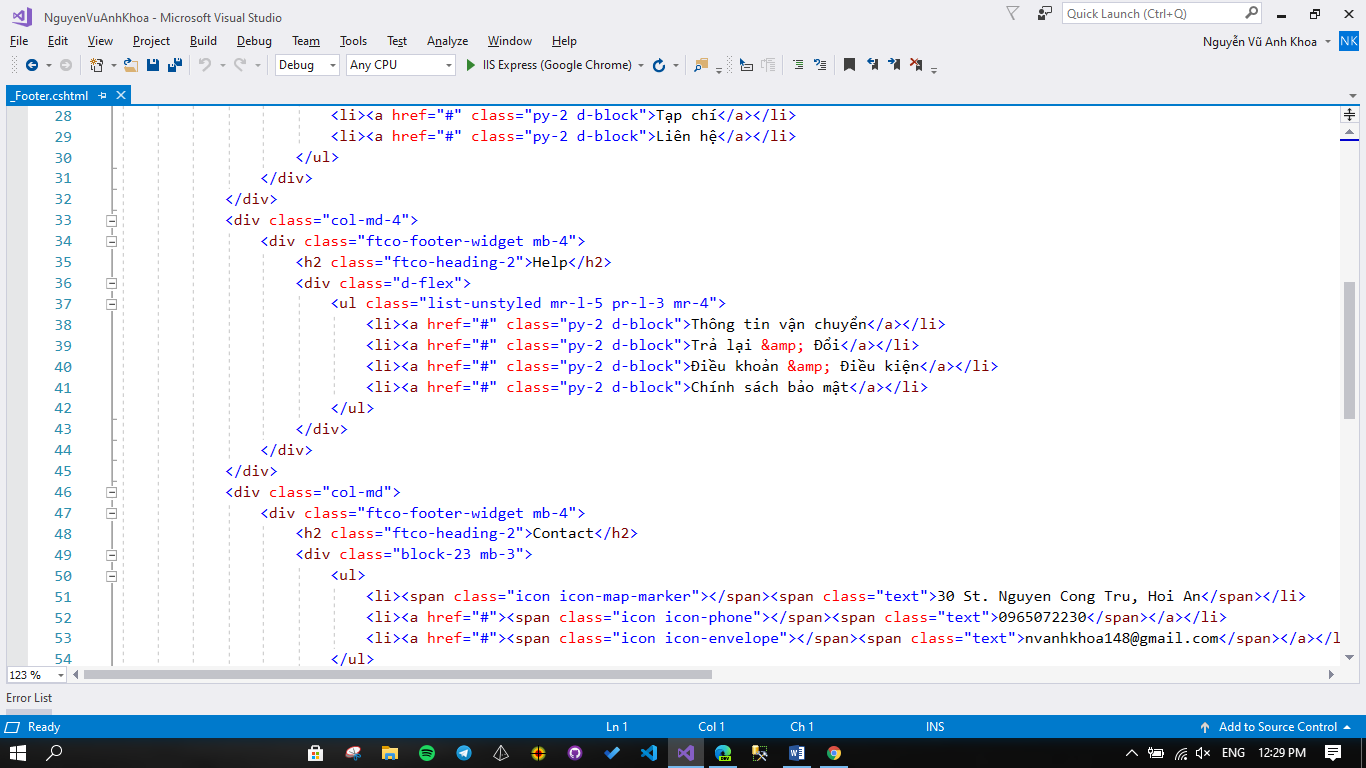 NguyenVuAnhKhoa - Microsoft Visual Studio
Quick Launch (Ctrl+Q)
File Edit View Project Build Debug Team Tools Test Analyze Window Help
Nguyễn Vũ Anh Khoa NK
Debug Any CPU IIS Express (Google Chrome)
_Footer.cshtml
28 <li><a href="#" class="py-2 d-block">Tạp chí</a></li>
29 <li><a href="#" class="py-2 d-block">Liên hệ</a></li>
30 </ul>
31 </div>
32 </div>
33 <div class="col-md-4">
34 <div class="ftco-footer-widget mb-4">
35 <h2 class="ftco-heading-2">Help</h2>
36 <div class="d-flex">
37 <ul class="list-unstyled mr-l-5 pr-l-3 mr-4">
38 <li><a href="#" class="py-2 d-block">Thông tin vận chuyển</a></li>
39 <li><a href="#" class="py-2 d-block">Trả lại &amp; Đổi</a></li>
40 <li><a href="#" class="py-2 d-block">Điều khoản &amp; Điều kiện</a></li>
41 <li><a href="#" class="py-2 d-block">Chính sách bảo mật</a></li>
42 </ul>
43 </div>
44 </div>
45 </div>
46 <div class="col-md">
47 <div class="ftco-footer-widget mb-4">
48 <h2 class="ftco-heading-2">Contact</h2>
49 <div class="block-23 mb-3">
50 <ul>
51 <li><span class="icon icon-map-marker"></span><span class="text">30 St. Nguyen Cong Tru, Hoi An</span></li>
52 <li><a href="#"><span class="icon icon-phone"></span><span class="text">0965072230</span></a></li>
53 <li><a href="#"><span class="icon icon-envelope"></span><span class="text">nvanhkhoa148@gmail.com</span></a></l
54 </ul>
123 %
Error List
Ready Ln 1 Col 1 Ch 1 INS Add to Source Control
ENG 12:29 PM